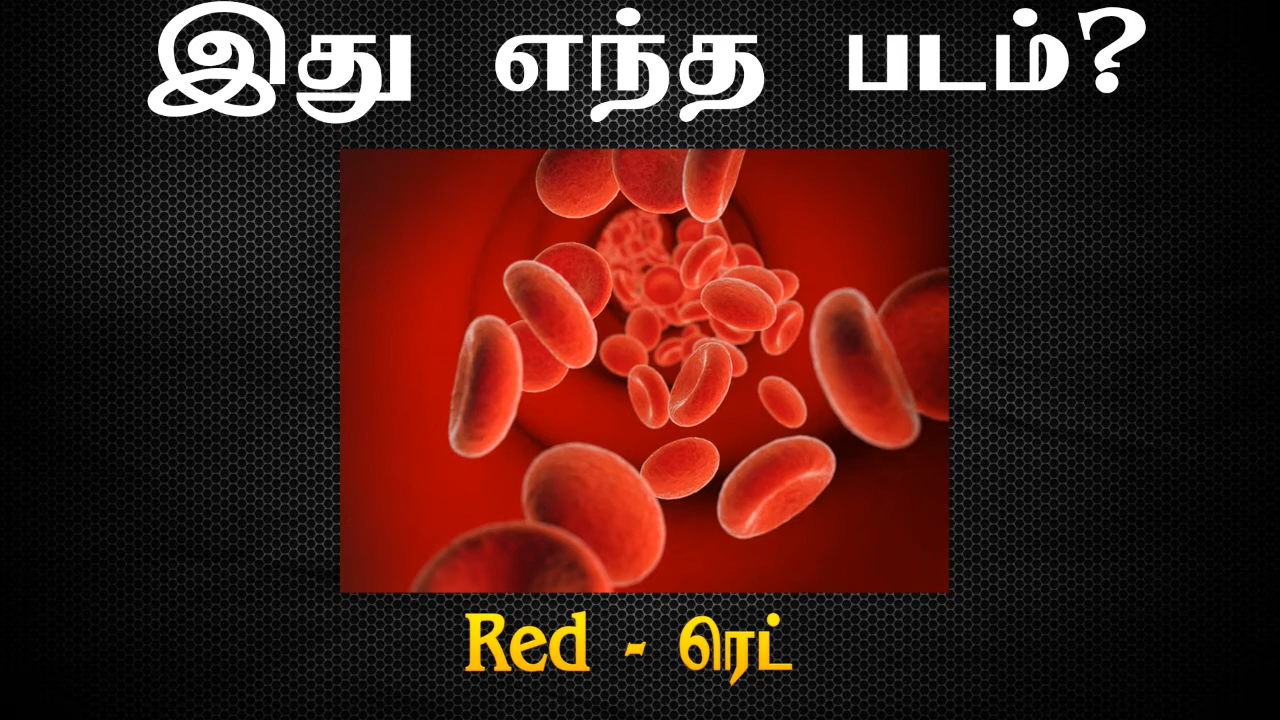 இது எந்த படம்?
Red - ரெட்